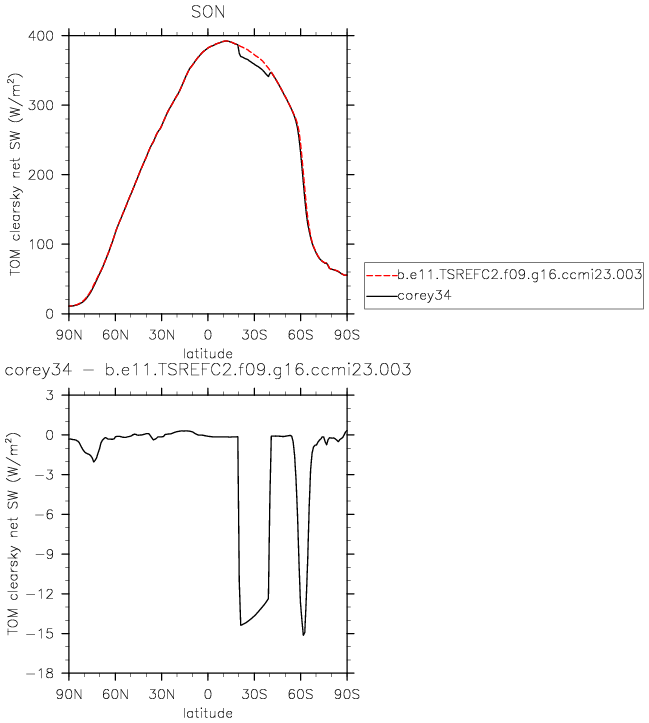 SON
TOM clearsky net SW (W/m²)
400
300
200
100
0
90N 60N 30N 0 30S 60S 90S
latitude
b.e11.TSREFC2.f09.g16.ccmi23.003
corey34
corey34 - b.e11.TSREFC2.f09.g16.ccmi23.003
TOM clearsky net SW (W/m²)
3
0
-3
-6
-9
-12
-15
-18
90N 60N 30N 0 30S 60S 90S
latitude